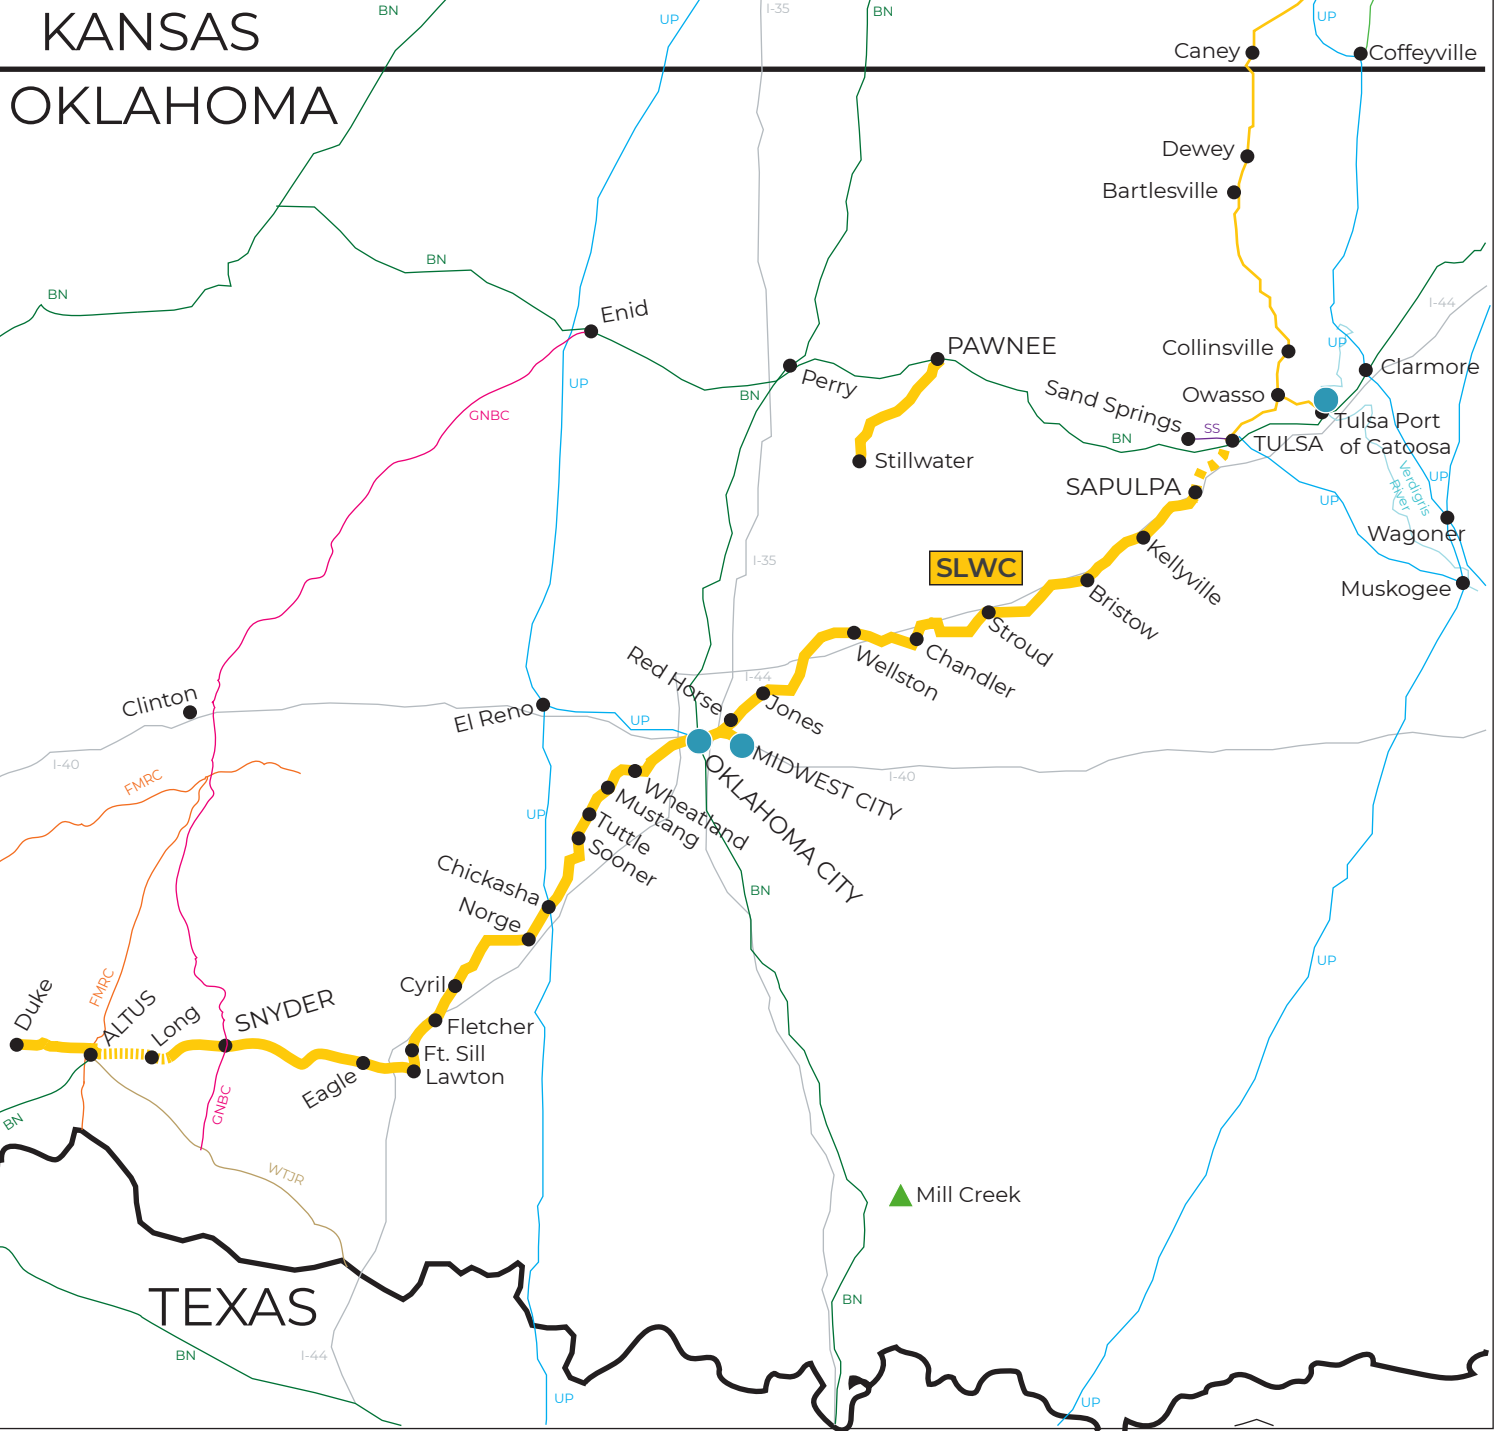 BN
UP
I-35
BN
UP
KANSAS
Caney
Coffeyville
OKLAHOMA
Dewey
Bartlesville
BN
BN
Enid
I-44
UP
Collinsville
PAWNEE
Clarmore
UP
Perry
BN
GNBC
Sand Springs
Owasso
SS
BN
TULSA
Tulsa Port
of Catoosa
Stillwater
SAPULPA
UP
Verdigris
River
UP
Wagoner
Kellyville
I-35
SLWC
Muskogee
Bristow
Stroud
Chandler
Wellston
Red Horse
I-44
Jones
Clinton
El Reno
UP
MIDWEST CITY
I-40
I-40
OKLAHOMA CITY
FMRC
Wheatland
Mustang
UP
Tuttle
Sooner
Chickasha
BN
Norge
UP
Cyril
FMRC
Duke
ALTUS
Long
SNYDER
Fletcher
Ft. Sill
Lawton
Eagle
GNBC
BN
WTJR
Mill Creek
TEXAS
BN
BN
I-44
UP
UP